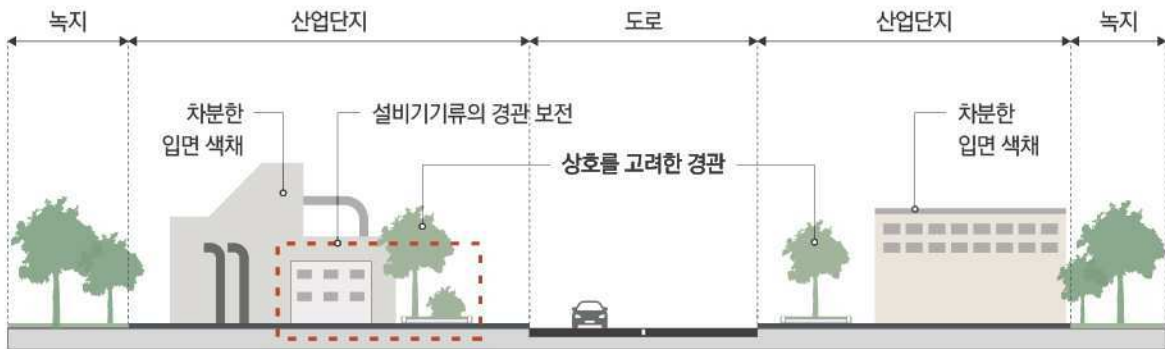 녹지
산업단지
도로
산업단지
녹지
차분한
입면 색채
설비기기류의 경관 보전
상호를 고려한 경관
차분한
입면 색채